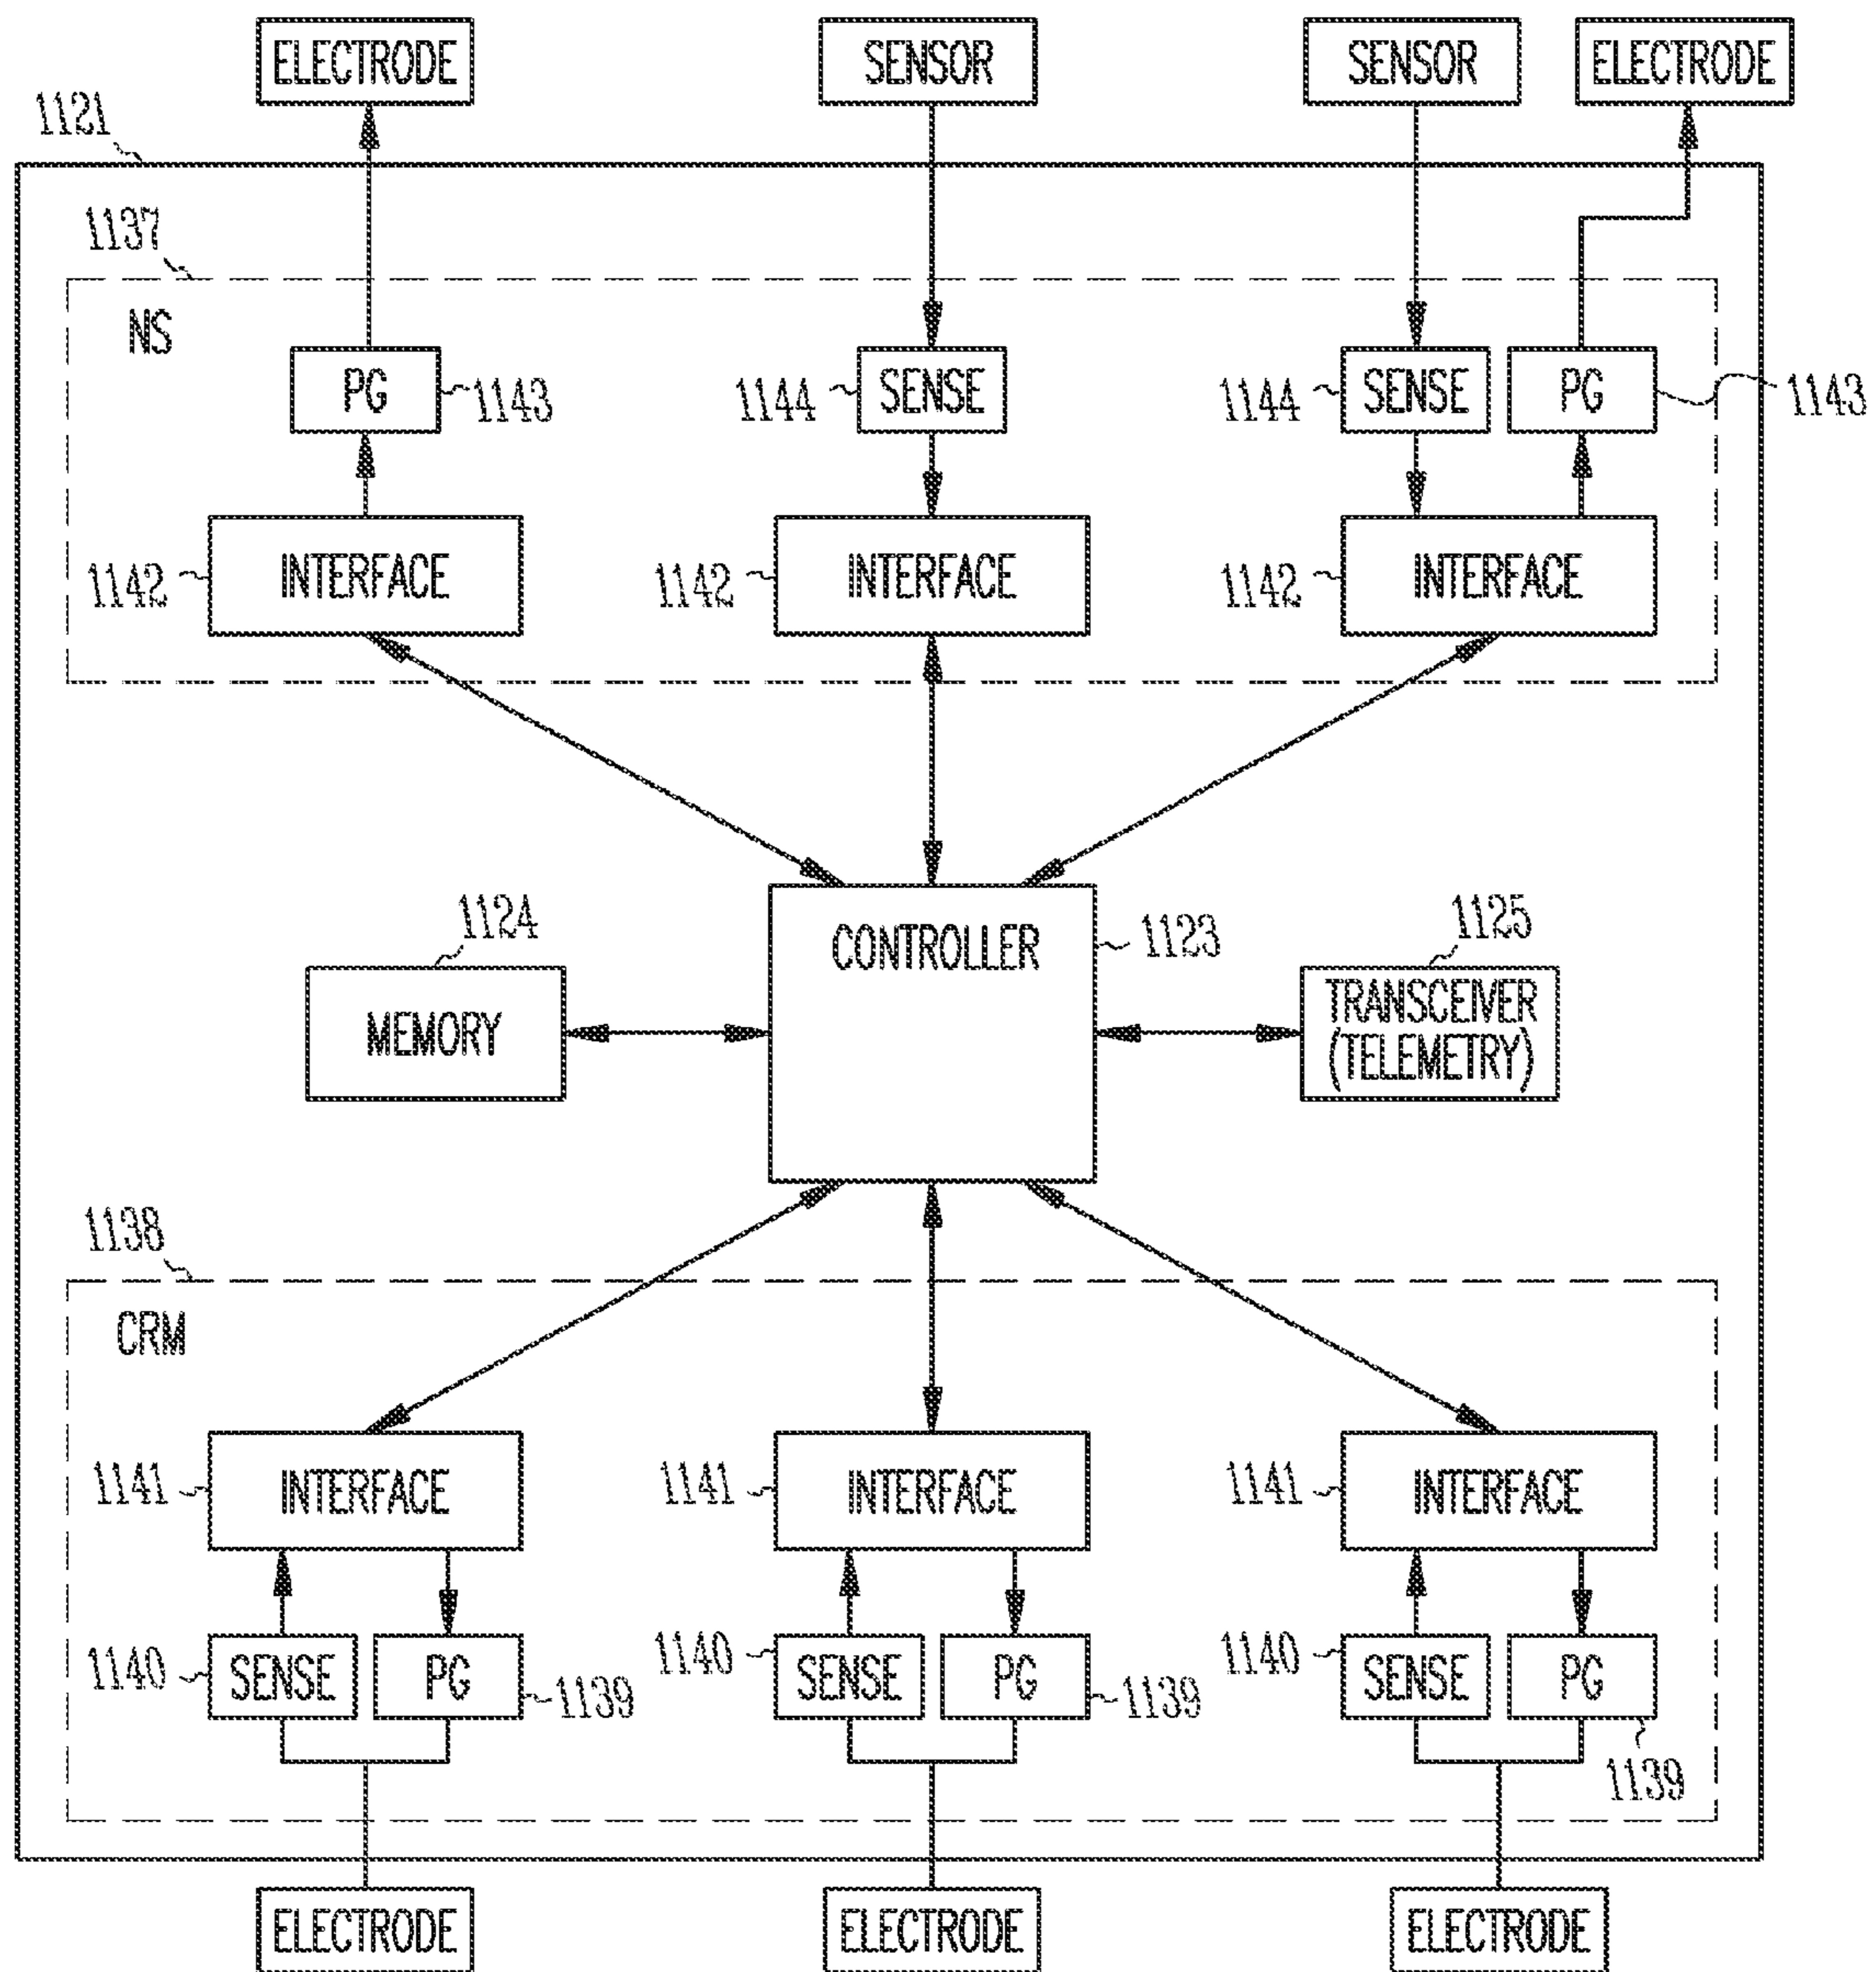 ELECTRODE
SENSOR
SENSOR
ELECTRODE
1121
1137
NS
PG
1143
1144
SENSE
1144
SENSE
PG
1143
1142
INTERFACE
1142
INTERFACE
1142
INTERFACE
1124
MEMORY
CONTROLLER
1123
1125
TRANSCEIVER
(TELEMETRY)
1138
CRM
1141
INTERFACE
1141
INTERFACE
1141
INTERFACE
1140
SENSE
PG
1139
1140
SENSE
PG
1139
1140
SENSE
PG
1139
ELECTRODE
ELECTRODE
ELECTRODE